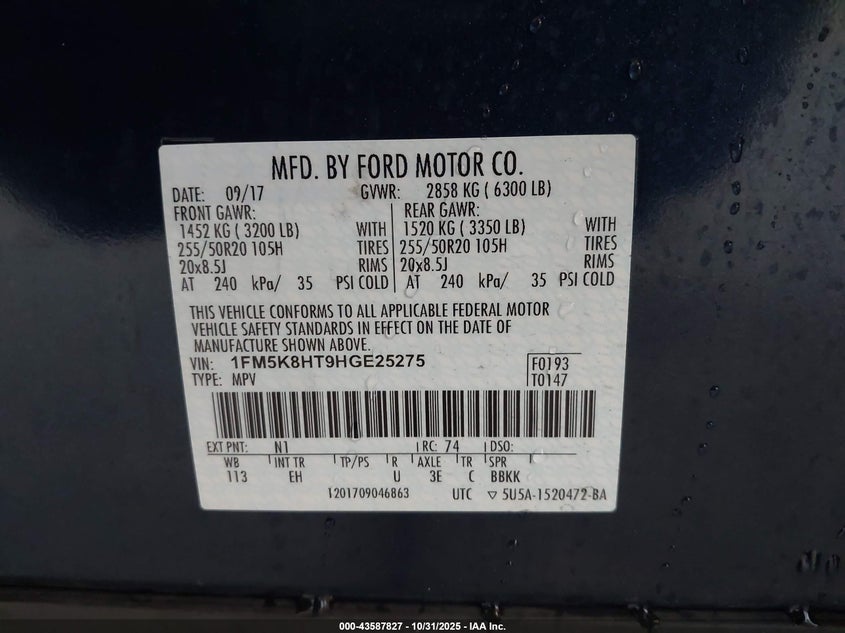 MFD. BY FORD MOTOR CO.
DATE: 09/17 GVWR: 2858 KG ( 6300 LB)
FRONT GAWR: REAR GAWR:
1452 KG ( 3200 LB) WITH 1520 KG ( 3350 LB) WITH
255/50R20 105H TIRES 255/50R20 105H TIRES
20x8.5J RIMS 20x8.5J RIMS
AT 240 kPa/ 35 PSI COLD AT 240 kPa/ 35 PSI COLD
THIS VEHICLE CONFORMS TO ALL APPLICABLE FEDERAL MOTOR
VEHICLE SAFETY STANDARDS IN EFFECT ON THE DATE OF
MANUFACTURE SHOWN ABOVE.
VIN: 1FM5K8HT9HGE25275 F0193
TYPE: MPV T0147
EXT PNT: N1 RC: 74 DSO:
WB INT TR TP/PS R AXLE TR SPR
113 EH U 3E C BBKK
1201709046863 UTC ▽ 5U5A-1520472-BA
000-43587827 - 10/31/2025 - IAA Inc.